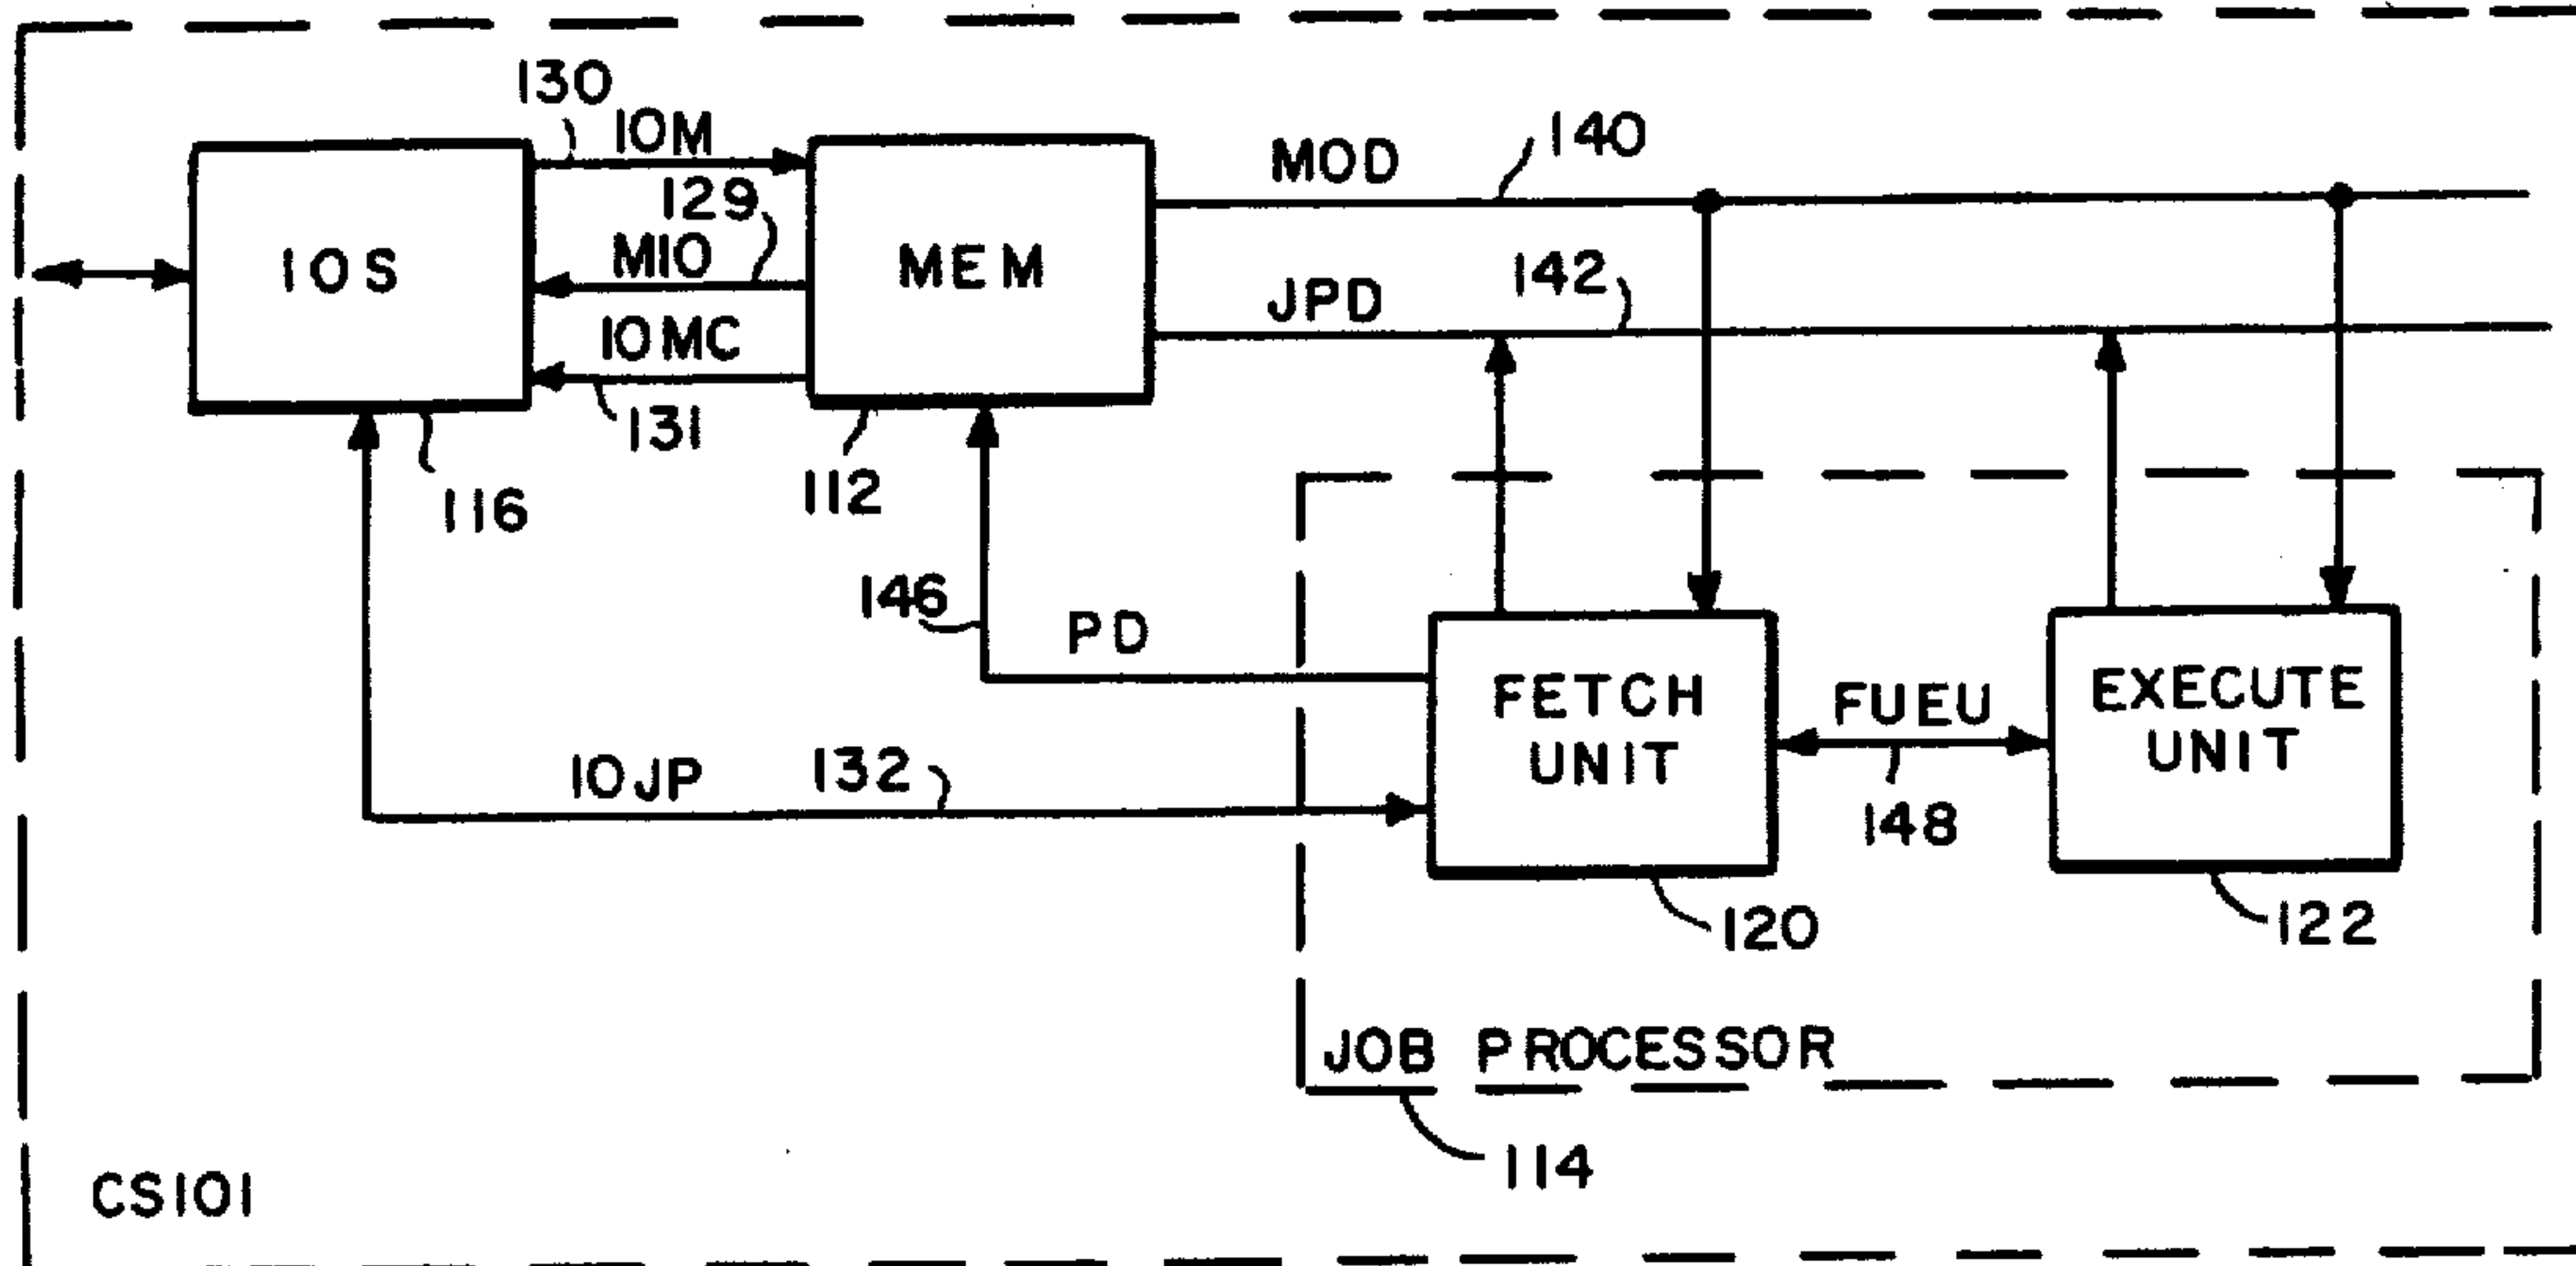 130
IOM
129
MIO
IOMC
131
IOS
116
MEM
112
MOD
140
JPD
142
146
PD
IOJP
132
FETCH
UNIT
120
FUEU
148
EXECUTE
UNIT
122
JOB PROCESSOR
114
CS101